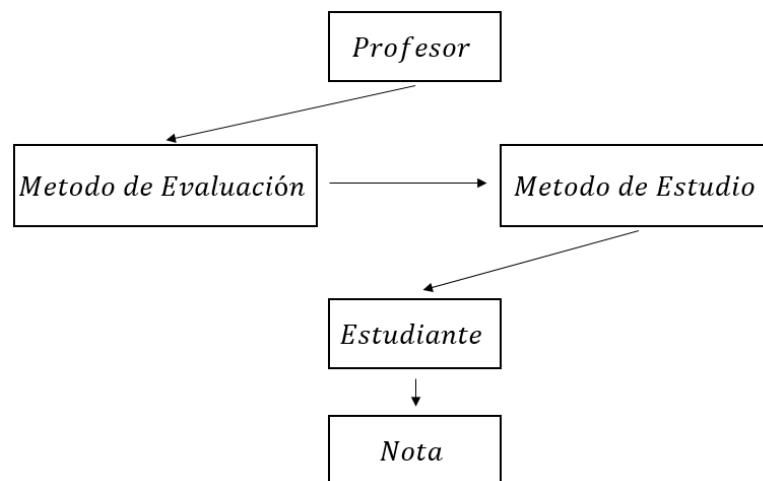 Profesor
Metodo de Evaluación
Metodo de Estudio
Estudiante
Nota